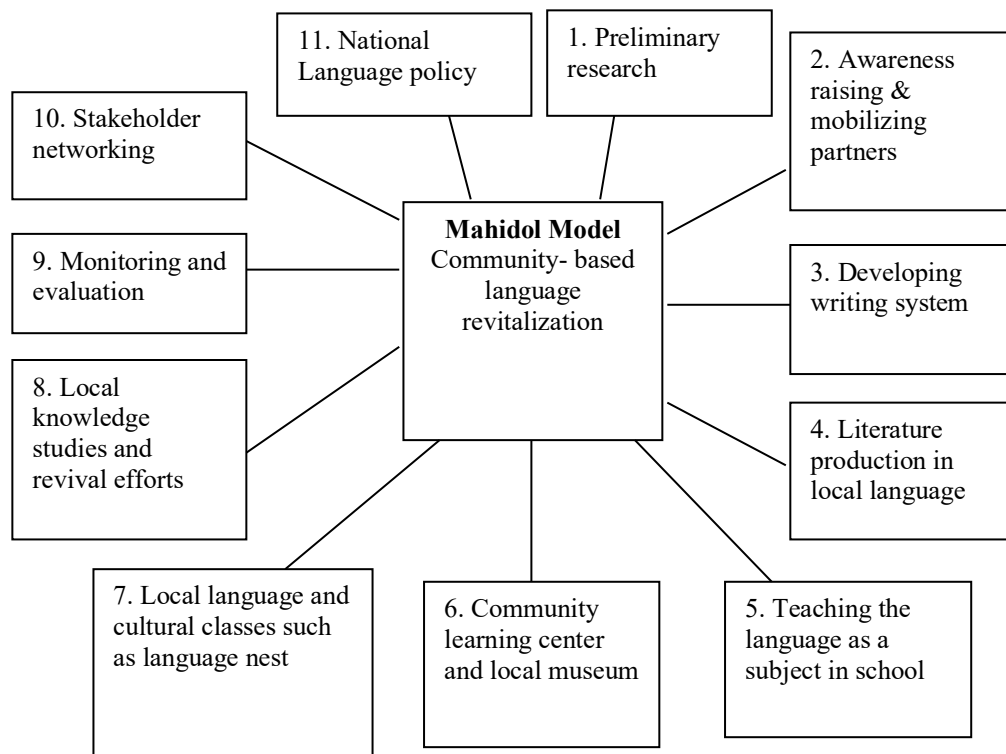 11. National
Language policy
1. Preliminary
research
2. Awareness
raising &
mobilizing
partners
10. Stakeholder
networking
Mahidol Model
Community- based
language
revitalization
9. Monitoring and
evaluation
3. Developing
writing system
8. Local
knowledge
studies and
revival efforts
4. Literature
production in
local language
7. Local language and
cultural classes such
as language nest
6. Community
learning center
and local museum
5. Teaching the
language as a
subject in school